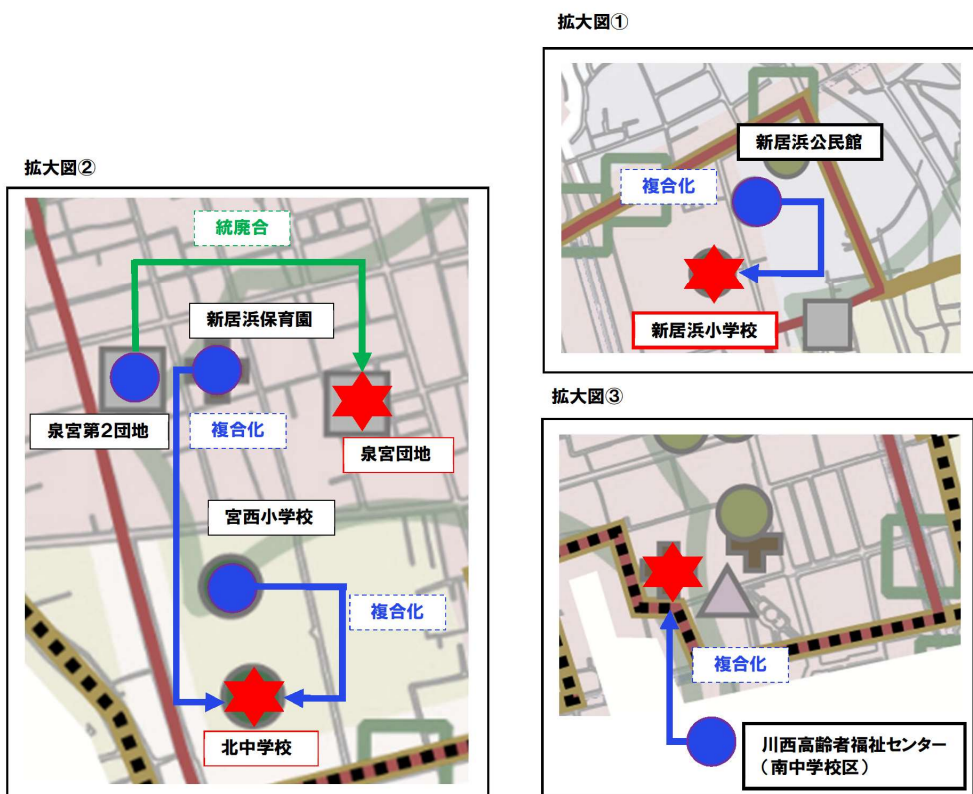 拡大図①
新居浜公民館
複合化
新居浜小学校
拡大図②
統廃合
新居浜保育園
泉宮第2団地
複合化
泉宮団地
宮西小学校
複合化
北中学校
拡大図③
複合化
川西高齢者福祉センター
（南中学校区）